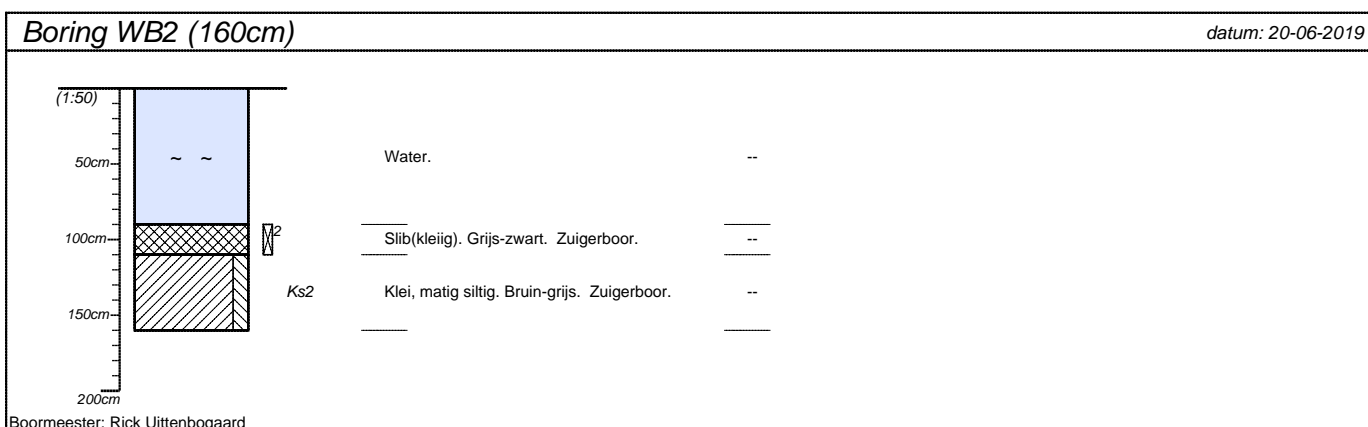 Boring WB2 (160cm) datum: 20-06-2019
(1:50)
50cm ~ ~ Water. --
2
100cm Slib(kleiig). Grijs-zwart. Zuigerboor. --
Ks2 Klei, matig siltig. Bruin-grijs. Zuigerboor. --
150cm
200cm
Boormeester: Rick Uittenbogaard